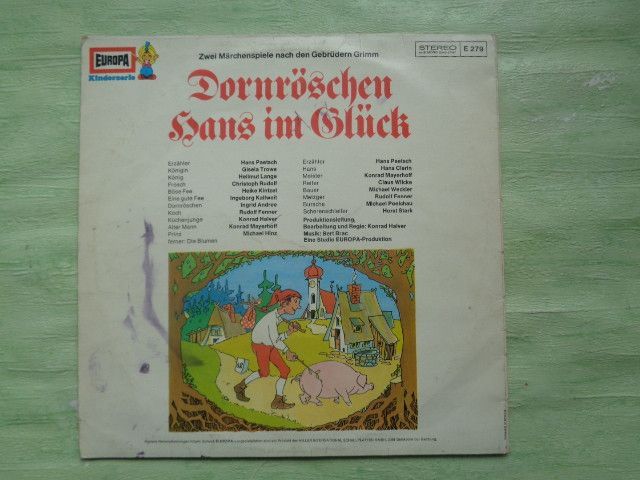 EUROPA
Kinderserie
Zwei Märchenspiele nach den Gebrüdern Grimm
STEREO
E 279
Dornröschen
Hans im Glück
Erzähler Hans Paetsch
Königin Gisela Trowe
König Hellmut Lange
Frosch Christoph Rudolf
Böse Fee Heike Kintzel
Eine gute Fee Ingeborg Kallweit
Dornröschen Ingrid Andree
Koch Rudolf Fenner
Küchenjunge Konrad Halver
Alter Mann Konrad Mayerhoff
Prinz Michael Hinz
ferner: Die Blumen
Erzähler Hans Paetsch
Hans Hans Clarin
Meister Konrad Mayerhoff
Reiter Claus Wilcke
Bauer Michael Weckler
Metzger Rudolf Fenner
Bursche Michael Poelchau
Scherenschleifer Horst Stark
Produktionsleitung,
Bearbeitung und Regie: Konrad Halver
Musik: Bert Brac
Eine Studio EUROPA-Produktion